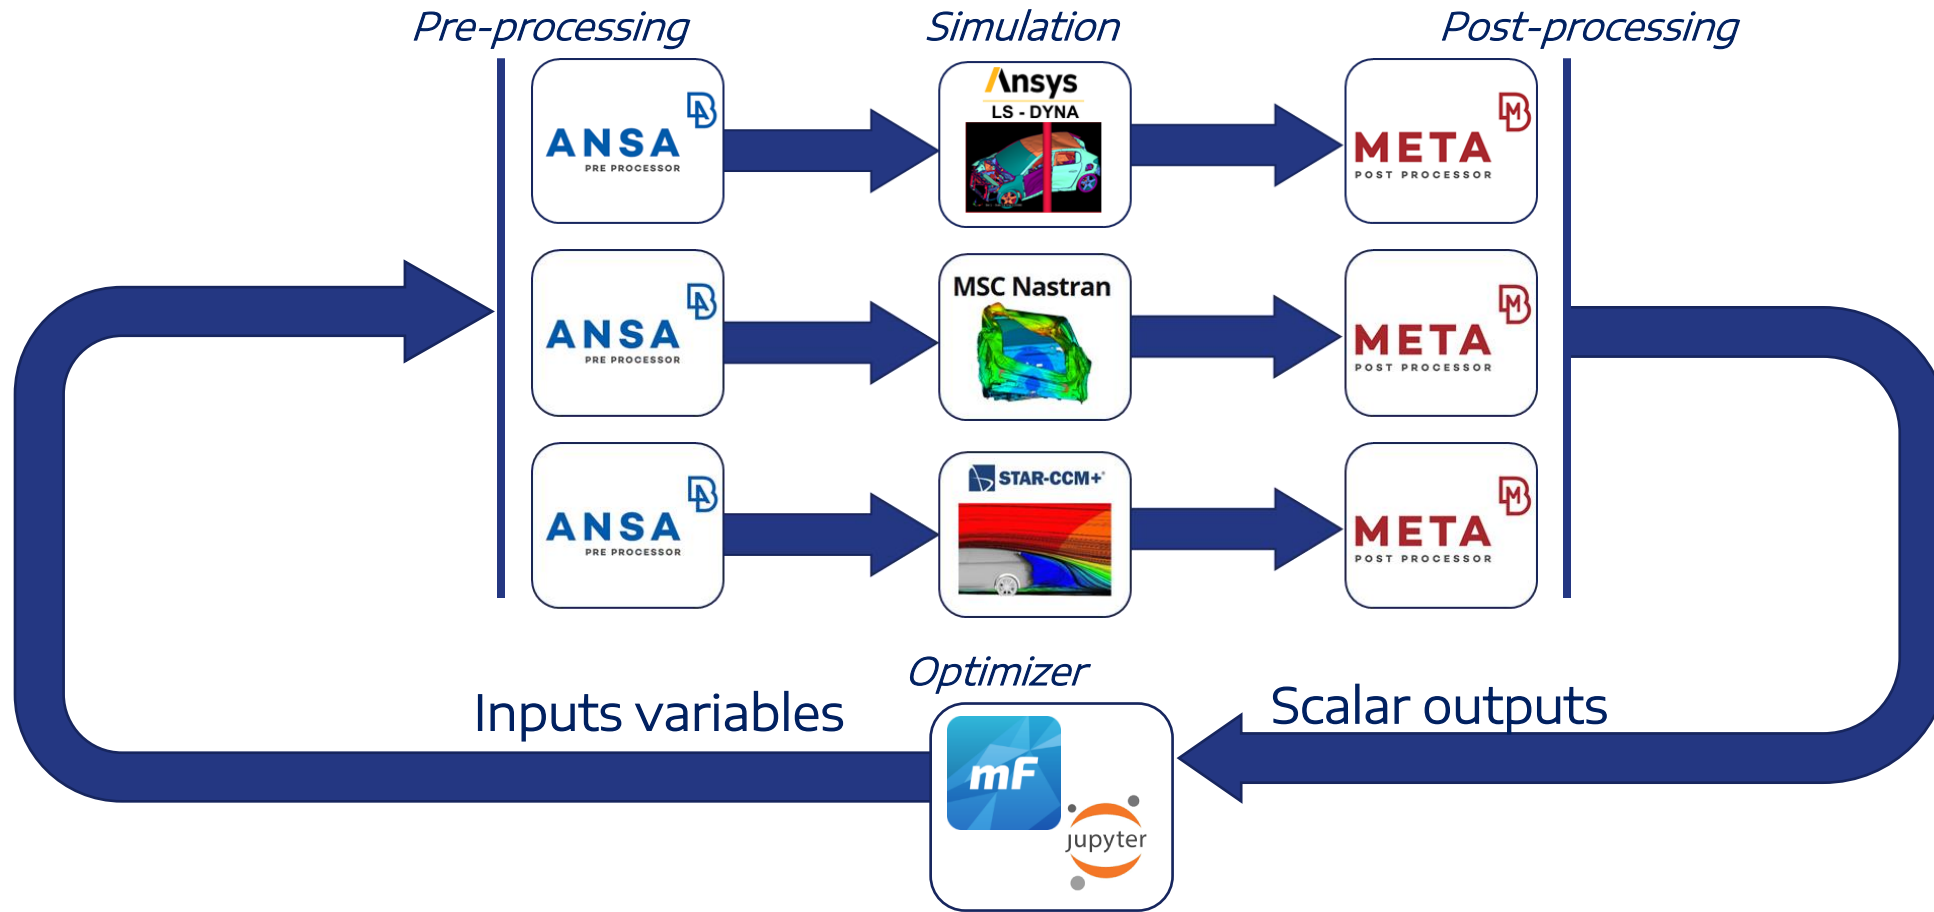 Pre-processing
Simulation
Post-processing
ANSA
PRE PROCESSOR
Ansys
LS - DYNA
META
POST PROCESSOR
ANSA
PRE PROCESSOR
MSC Nastran
META
POST PROCESSOR
ANSA
PRE PROCESSOR
STAR-CCM+
META
POST PROCESSOR
Optimizer
Inputs variables
Scalar outputs
mF
jupyter